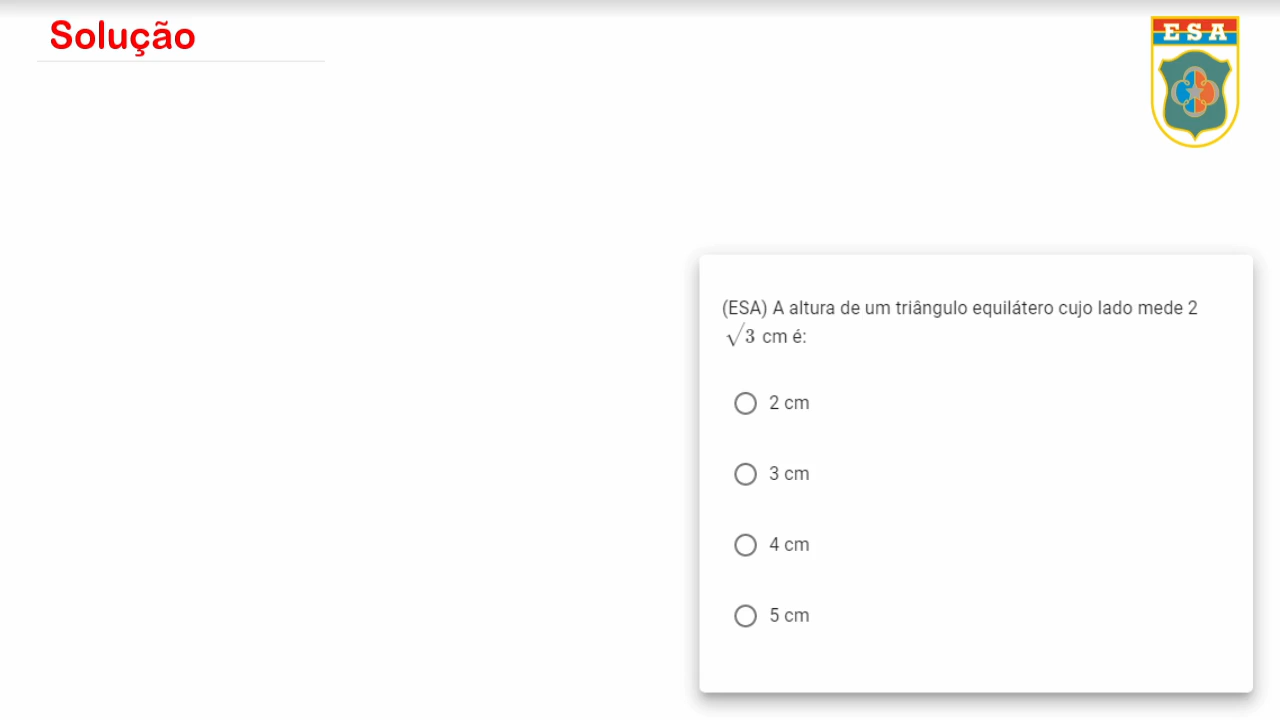 Solução
E S A
(ESA) A altura de um triângulo equilátero cujo lado mede 2
√3 cm é:
2 cm
3 cm
4 cm
5 cm